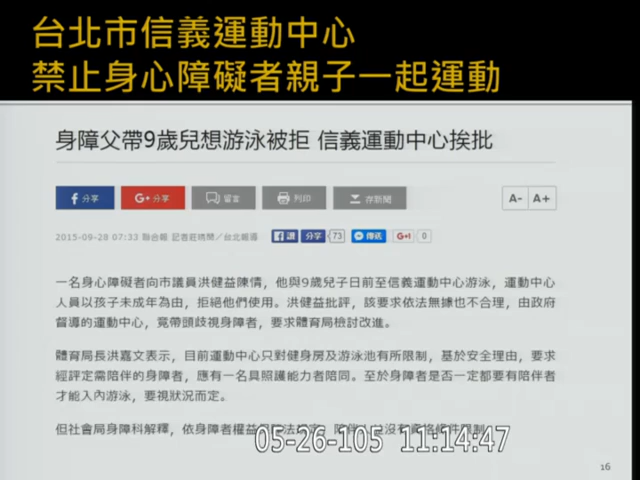 台北市信義運動中心
禁止身心障礙者親子一起運動
身障父帶9歲兒想游泳被拒 信義運動中心挨批
f 分享
G+ 分享
留言
列印
存新聞
A- A+
2015-09-28 07:33 聯合報 記者莊琇閔／台北報導
讚 分享 73
傳送
G+1 0
一名身心障礙者向市議員洪健益陳情，他與9歲兒子日前至信義運動中心游泳，運動中心
人員以孩子未成年為由，拒絕他們使用。洪健益批評，該要求依法無據也不合理，由政府
督導的運動中心，竟帶頭歧視身障者，要求體育局檢討改進。
體育局長洪嘉文表示，目前運動中心只對健身房及游泳池有所限制，基於安全理由，要求
經評定需陪伴的身障者，應有一名具照護能力者陪同。至於身障者是否一定都要有陪伴者
才能入內游泳，要視狀況而定。
但社會局身障科解釋，依身障者權益
05-26-105 11:14:47
16